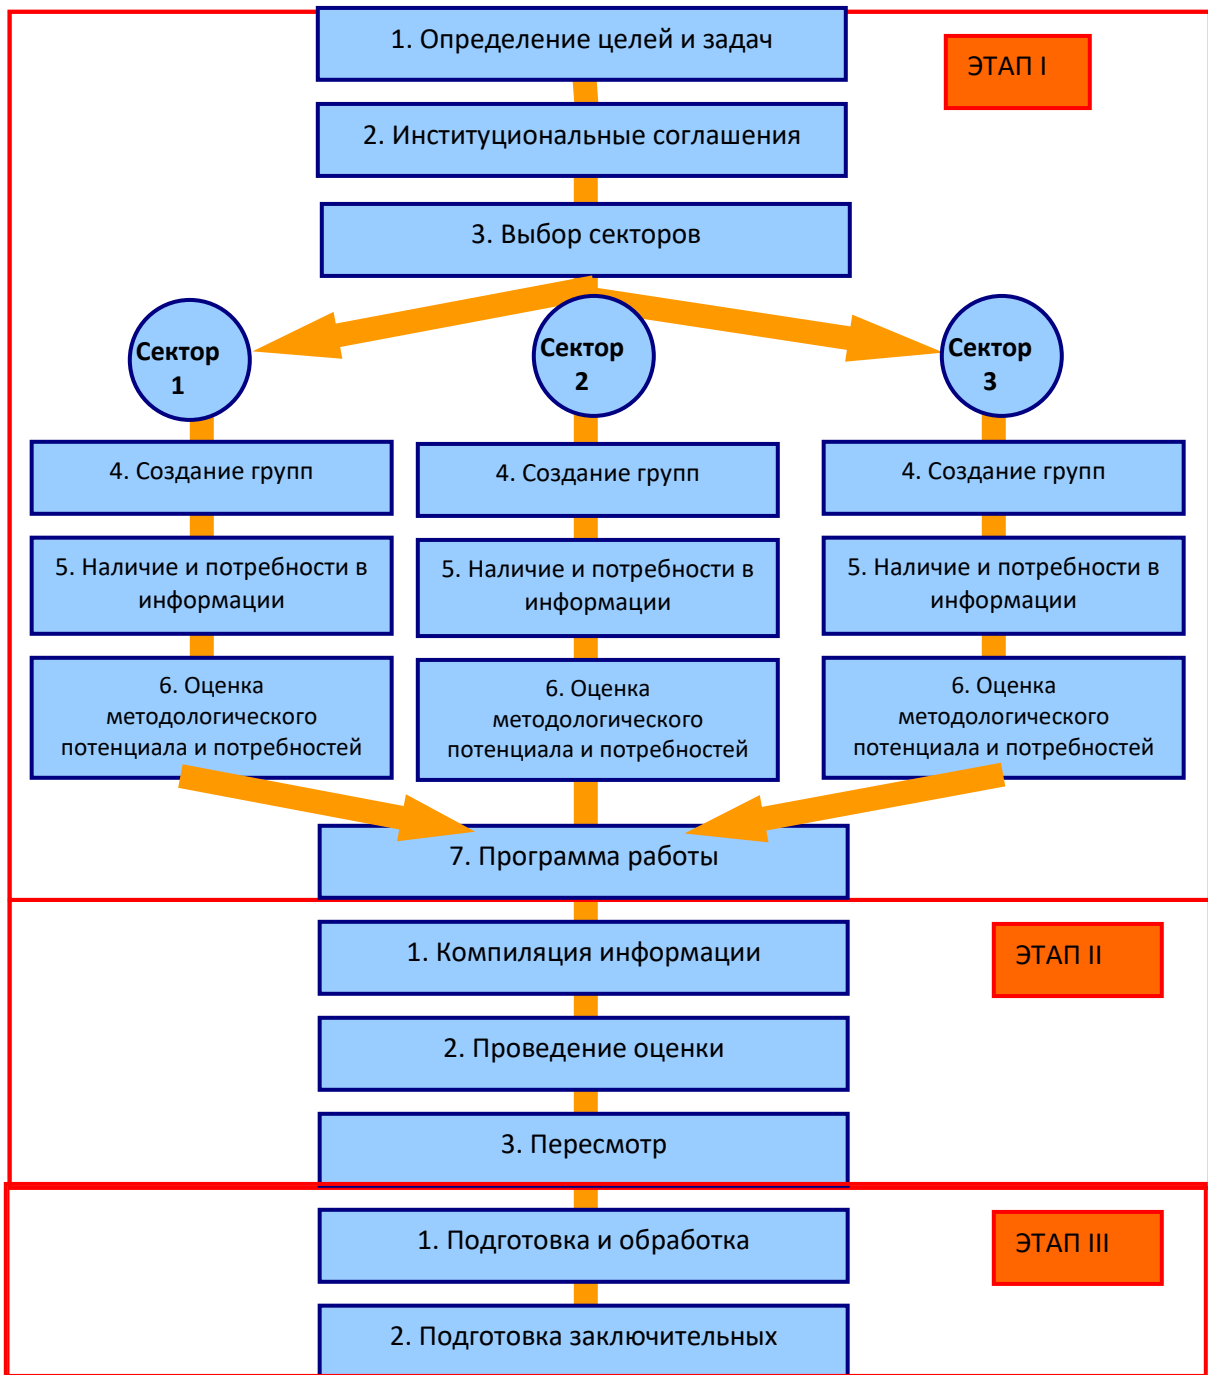 1. Определение целей и задач
ЭТАП I
2. Институциональные соглашения
3. Выбор секторов
Сектор
1
Сектор
2
Сектор
3
4. Создание групп
4. Создание групп
4. Создание групп
5. Наличие и потребности в
информации
5. Наличие и потребности в
информации
5. Наличие и потребности в
информации
6. Оценка
методологического
потенциала и потребностей
6. Оценка
методологического
потенциала и потребностей
6. Оценка
методологического
потенциала и потребностей
7. Программа работы
1. Компиляция информации
ЭТАП II
2. Проведение оценки
3. Пересмотр
1. Подготовка и обработка
ЭТАП III
2. Подготовка заключительных